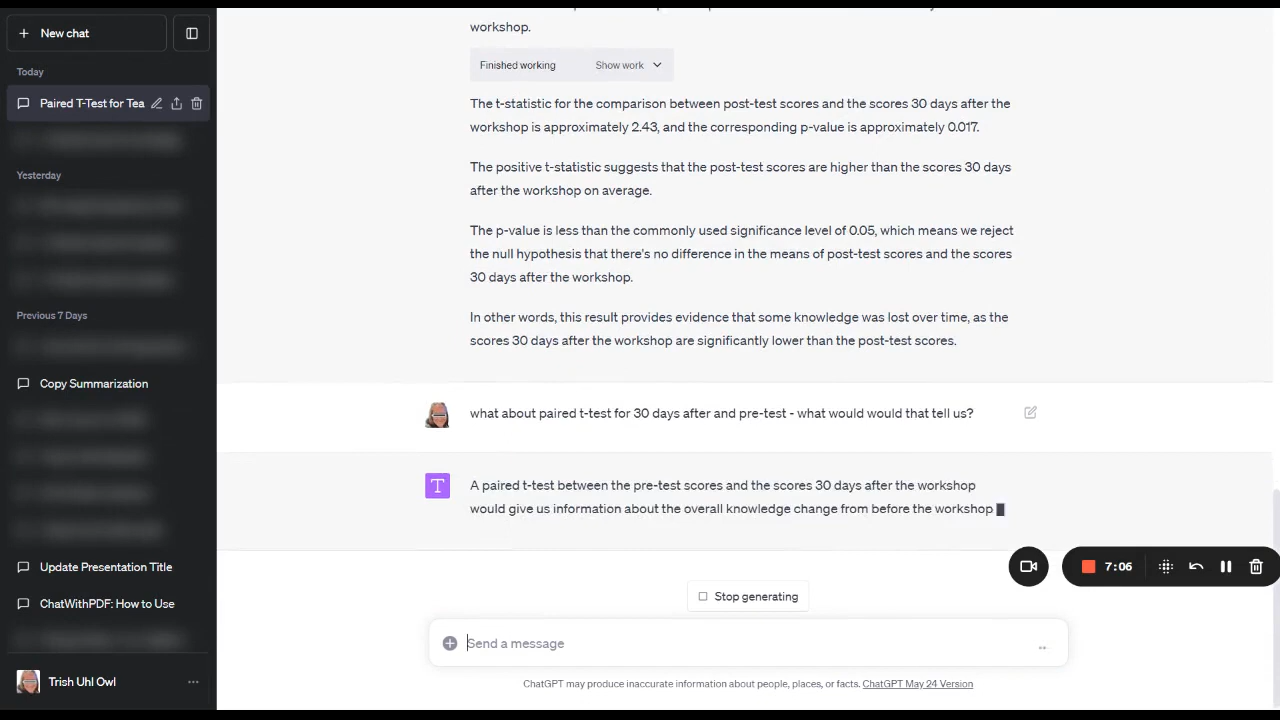 New chat
Today
Paired T-Test for Tea
Yesterday
Previous 7 Days
Copy Summarization
Update Presentation Title
ChatWithPDF: How to Use
Trish Uhl Owl
workshop.
Finished working Show work
The t-statistic for the comparison between post-test scores and the scores 30 days after the
workshop is approximately 2.43, and the corresponding p-value is approximately 0.017.
The positive t-statistic suggests that the post-test scores are higher than the scores 30 days
after the workshop on average.
The p-value is less than the commonly used significance level of 0.05, which means we reject
the null hypothesis that there's no difference in the means of post-test scores and the scores
30 days after the workshop.
In other words, this result provides evidence that some knowledge was lost over time, as the
scores 30 days after the workshop are significantly lower than the post-test scores.
what about paired t-test for 30 days after and pre-test - what would would that tell us?
T
A paired t-test between the pre-test scores and the scores 30 days after the workshop
would give us information about the overall knowledge change from before the workshop
7:06
Stop generating
Send a message
ChatGPT may produce inaccurate information about people, places, or facts. ChatGPT May 24 Version